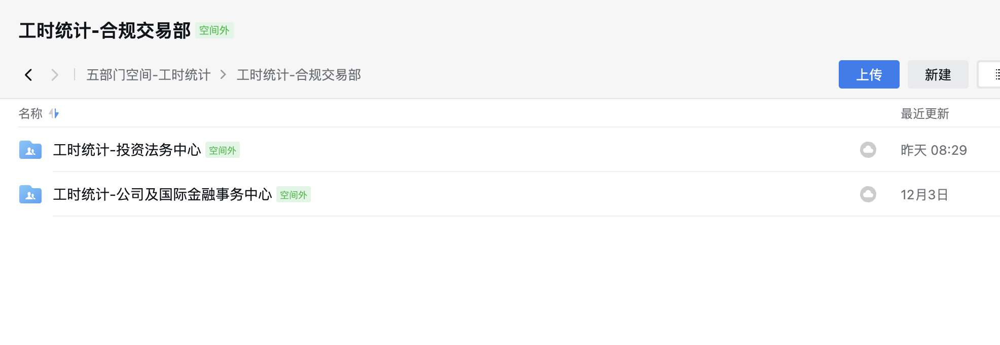 工时统计-合规交易部 空间外
五部门空间-工时统计 > 工时统计-合规交易部 上传 新建
名称 最近更新
工时统计-投资法务中心 空间外 昨天 08:29
工时统计-公司及国际金融事务中心 空间外 12月3日